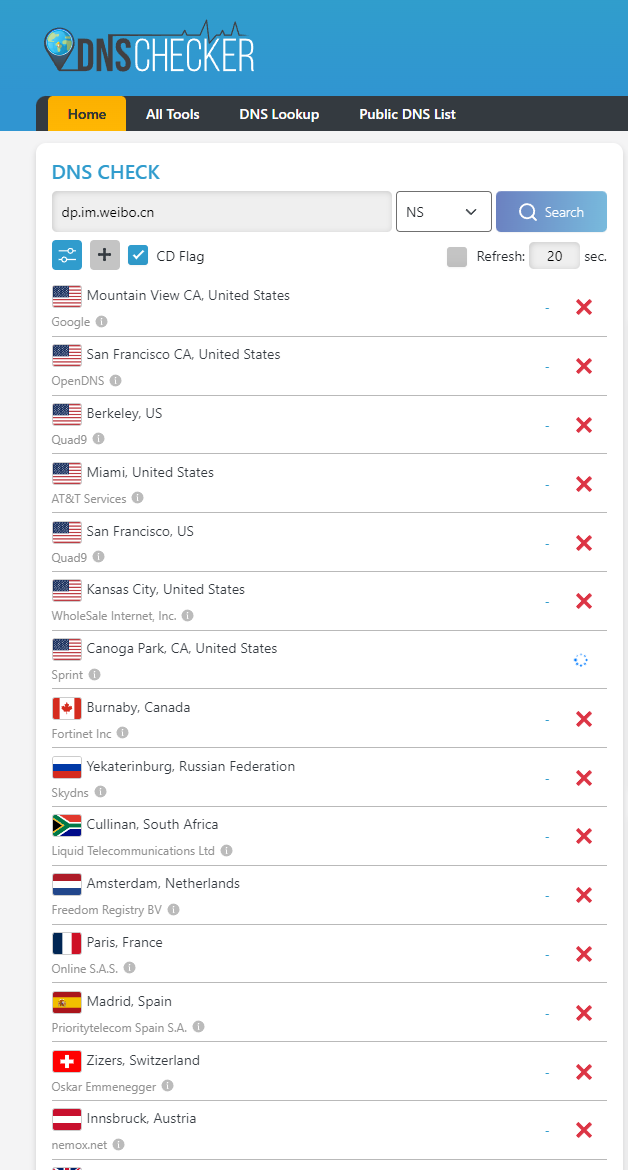 DNSCHECKER
Home All Tools DNS Lookup Public DNS List
DNS CHECK
dp.im.weibo.cn NS Search
CD Flag Refresh: 20 sec.
Mountain View CA, United States
-
Google
San Francisco CA, United States
-
OpenDNS
Berkeley, US
-
Quad9
Miami, United States
-
AT&T Services
San Francisco, US
-
Quad9
Kansas City, United States
-
WholeSale Internet, Inc.
Canoga Park, CA, United States
Sprint
Burnaby, Canada
-
Fortinet Inc
Yekaterinburg, Russian Federation
-
Skydns
Cullinan, South Africa
-
Liquid Telecommunications Ltd
Amsterdam, Netherlands
-
Freedom Registry BV
Paris, France
-
Online S.A.S.
Madrid, Spain
-
Prioritytelecom Spain S.A.
Zizers, Switzerland
-
Oskar Emmenegger
Innsbruck, Austria
-
nemox.net